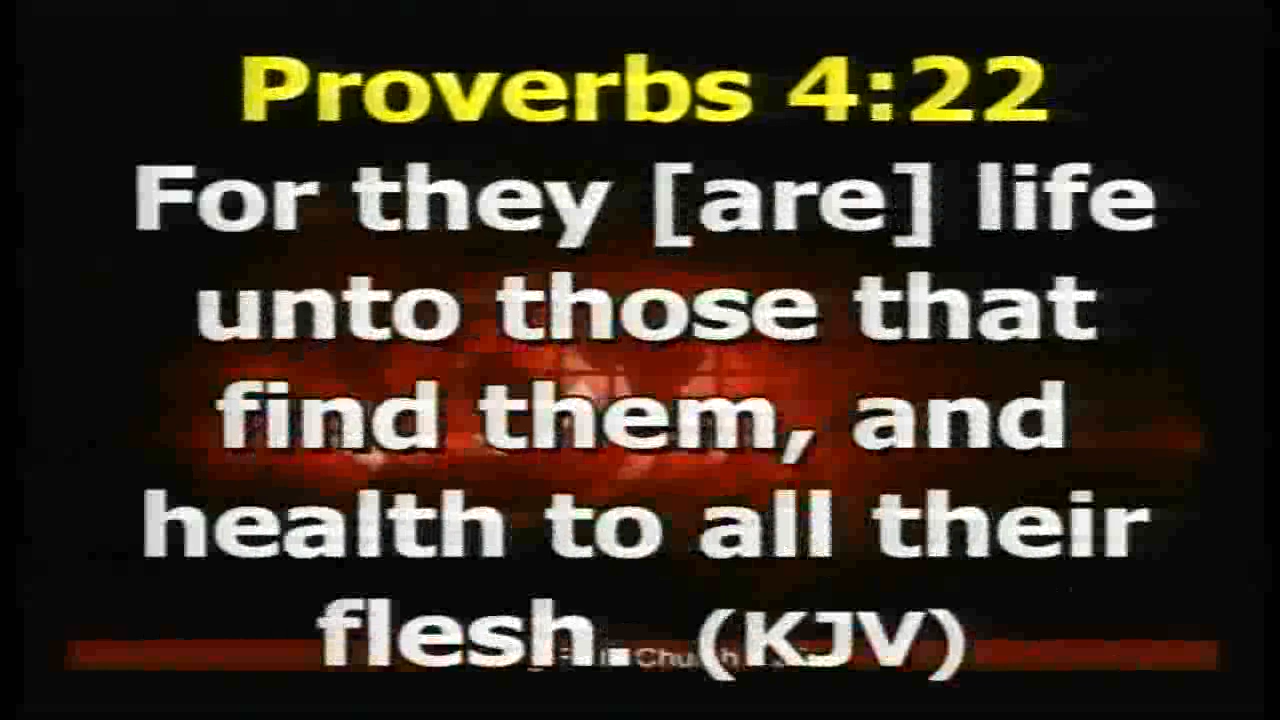 Proverbs 4:22
For they [are] life
unto those that
find them, and
health to all their
flesh. (KJV)
Church